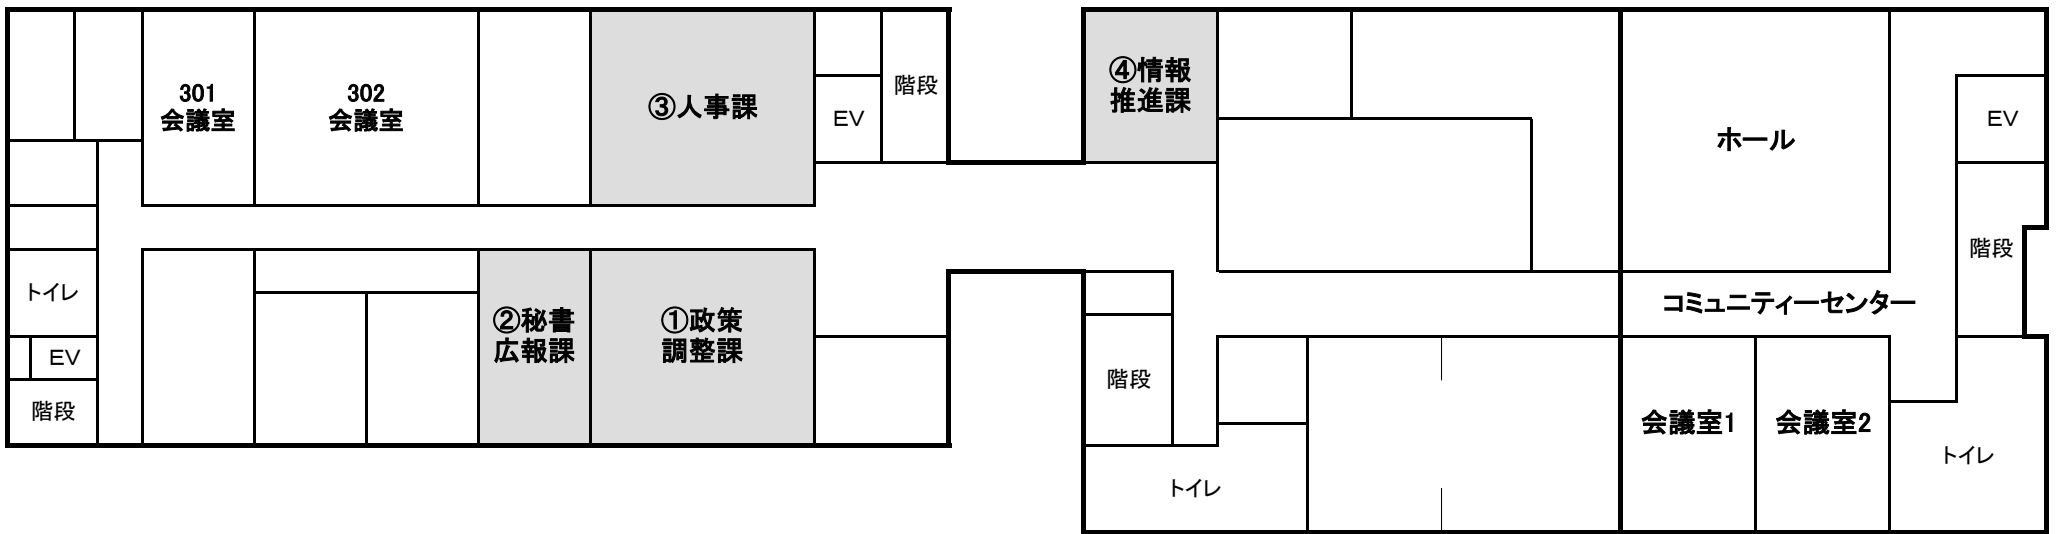 301
会議室
302
会議室
③人事課
EV
階段
④情報
推進課
ホール
EV
階段
トイレ
EV
階段
②秘書
広報課
①政策
調整課
階段
トイレ
コミュニティーセンター
会議室1
会議室2
トイレ